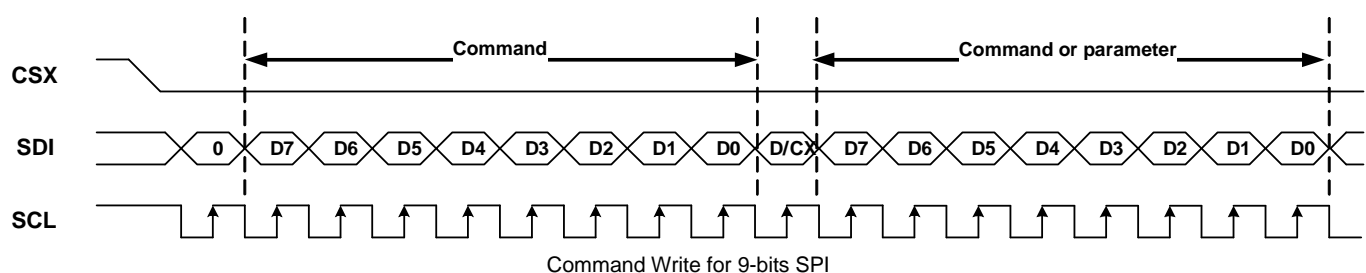 Command Command or parameter
CSX
SDI 0 D7 D6 D5 D4 D3 D2 D1 D0 D/CX D7 D6 D5 D4 D3 D2 D1 D0
SCL
Command Write for 9-bits SPI